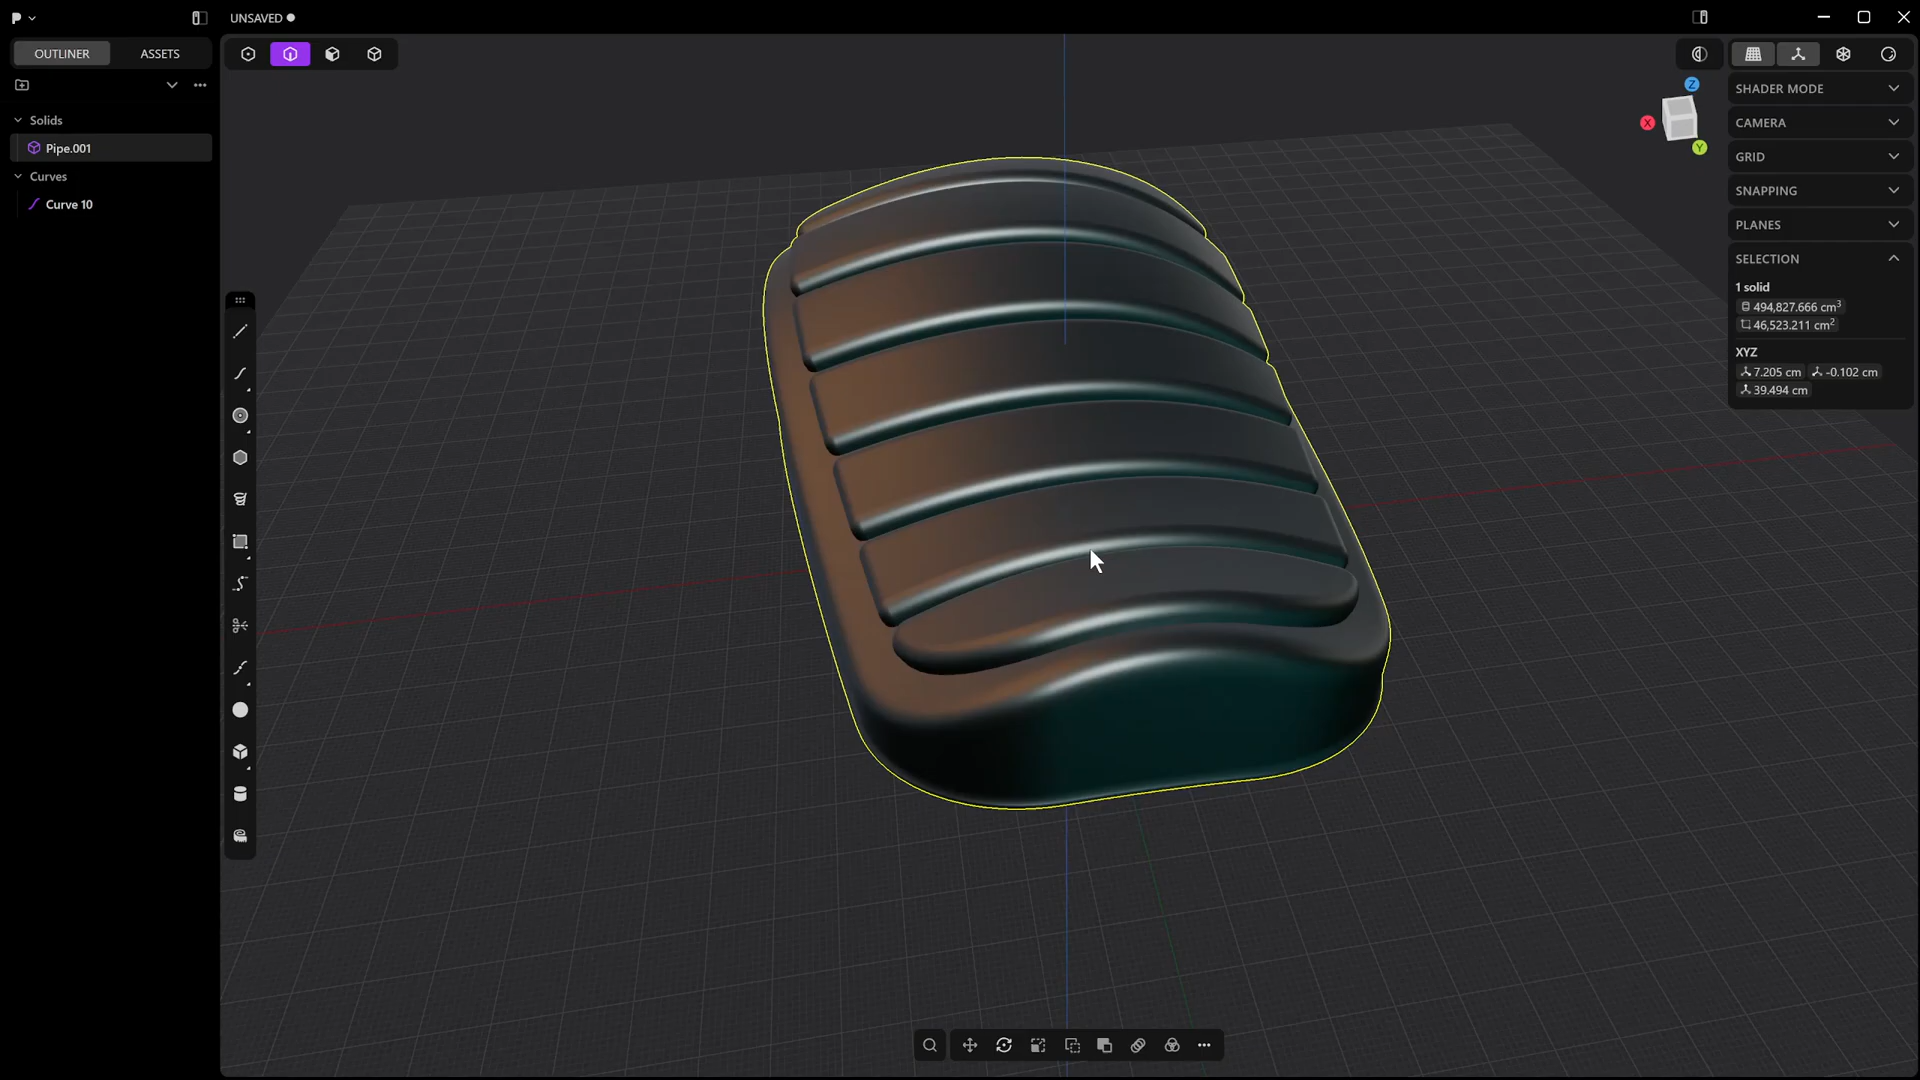 UNSAVED
OUTLINER
ASSETS
Solids
Pipe.001
Curves
Curve 10
Z
X
Y
SHADER MODE
CAMERA
GRID
SNAPPING
PLANES
SELECTION
1 solid
494,827.666 cm³
46,523.211 cm²
XYZ
7.205 cm -0.102 cm
39.494 cm